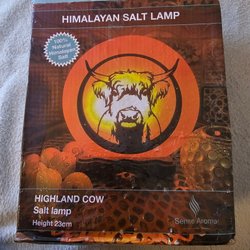 HIMALAYAN SALT LAMP
100%
Natural
Himalayan
Salt
HIGHLAND COW
Salt lamp
Height 23cm
Sense Aroma